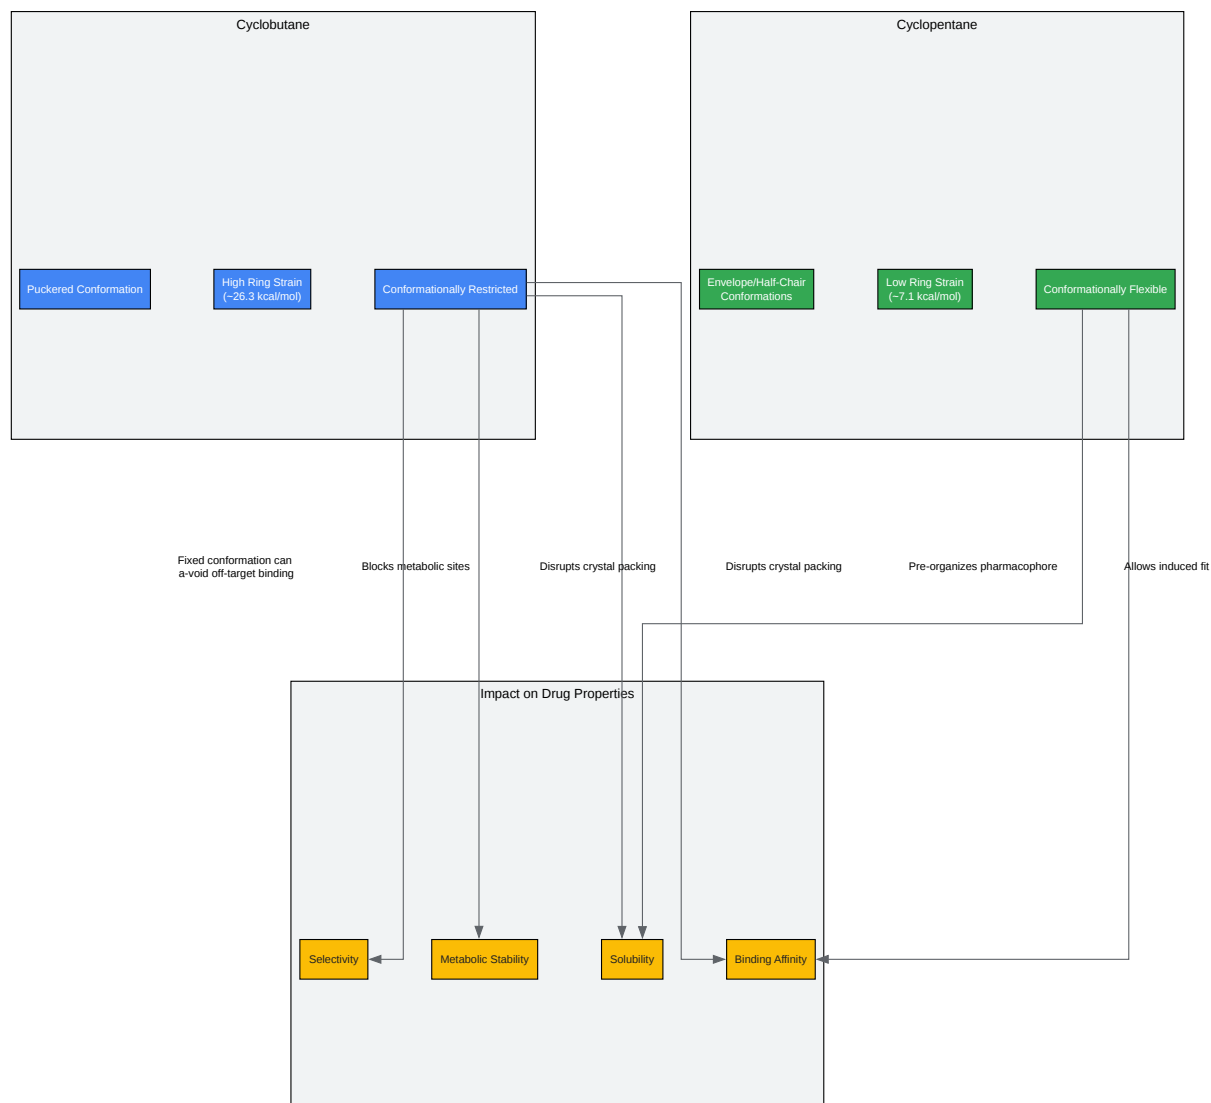 Cyclobutane
Cyclopentane
Puckered Conformation
High Ring Strain
(~26.3 kcal/mol)
Conformationally Restricted
Envelope/Half-Chair
Conformations
Low Ring Strain
(~7.1 kcal/mol)
Conformationally Flexible
Fixed conformation can
a-void off-target binding
Blocks metabolic sites
Disrupts crystal packing
Disrupts crystal packing
Pre-organizes pharmacophore
Allows induced fit
Impact on Drug Properties
Selectivity
Metabolic Stability
Solubility
Binding Affinity